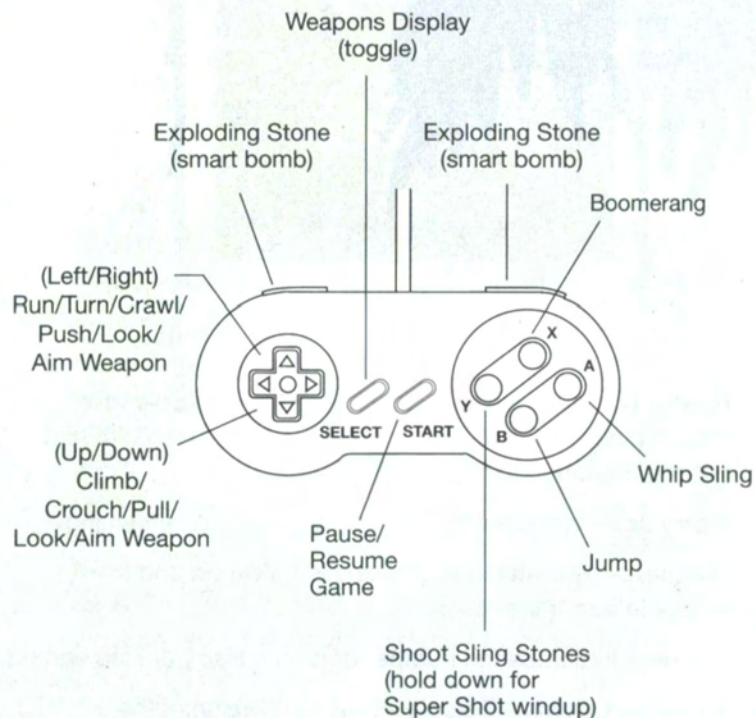 Weapons Display
(toggle)
Exploding Stone
(smart bomb)
Exploding Stone
(smart bomb)
Boomerang
(Left/Right)
Run/Turn/Crawl/
Push/Look/
Aim Weapon
X
A
Y
B
SELECT
START
(Up/Down)
Climb/
Crouch/Pull/
Look/Aim Weapon
Whip Sling
Pause/
Resume
Game
Jump
Shoot Sling Stones
(hold down for
Super Shot windup)